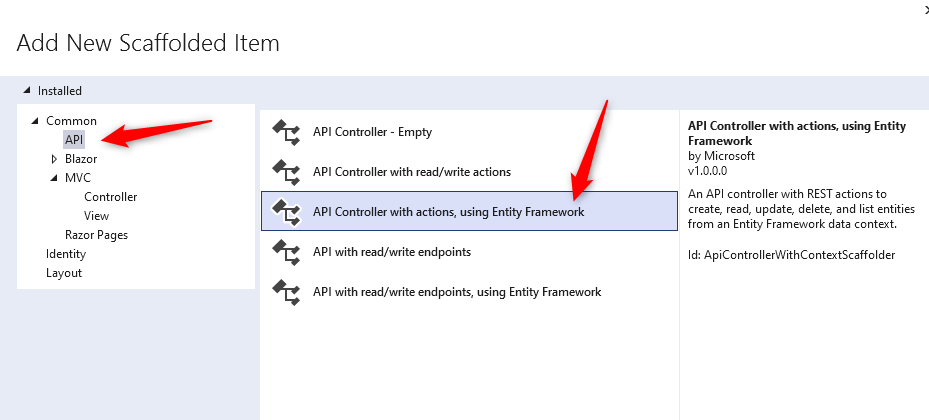 Add New Scaffolded Item
Installed
Common
API
Blazor
MVC
Controller
View
Razor Pages
Identity
Layout
API Controller - Empty
API Controller with read/write actions
API Controller with actions, using Entity Framework
API with read/write endpoints
API with read/write endpoints, using Entity Framework
API Controller with actions, using Entity
Framework
by Microsoft
v1.0.0.0
An API controller with REST actions to
create, read, update, delete, and list entities
from an Entity Framework data context.
Id: ApiControllerWithContextScaffolder